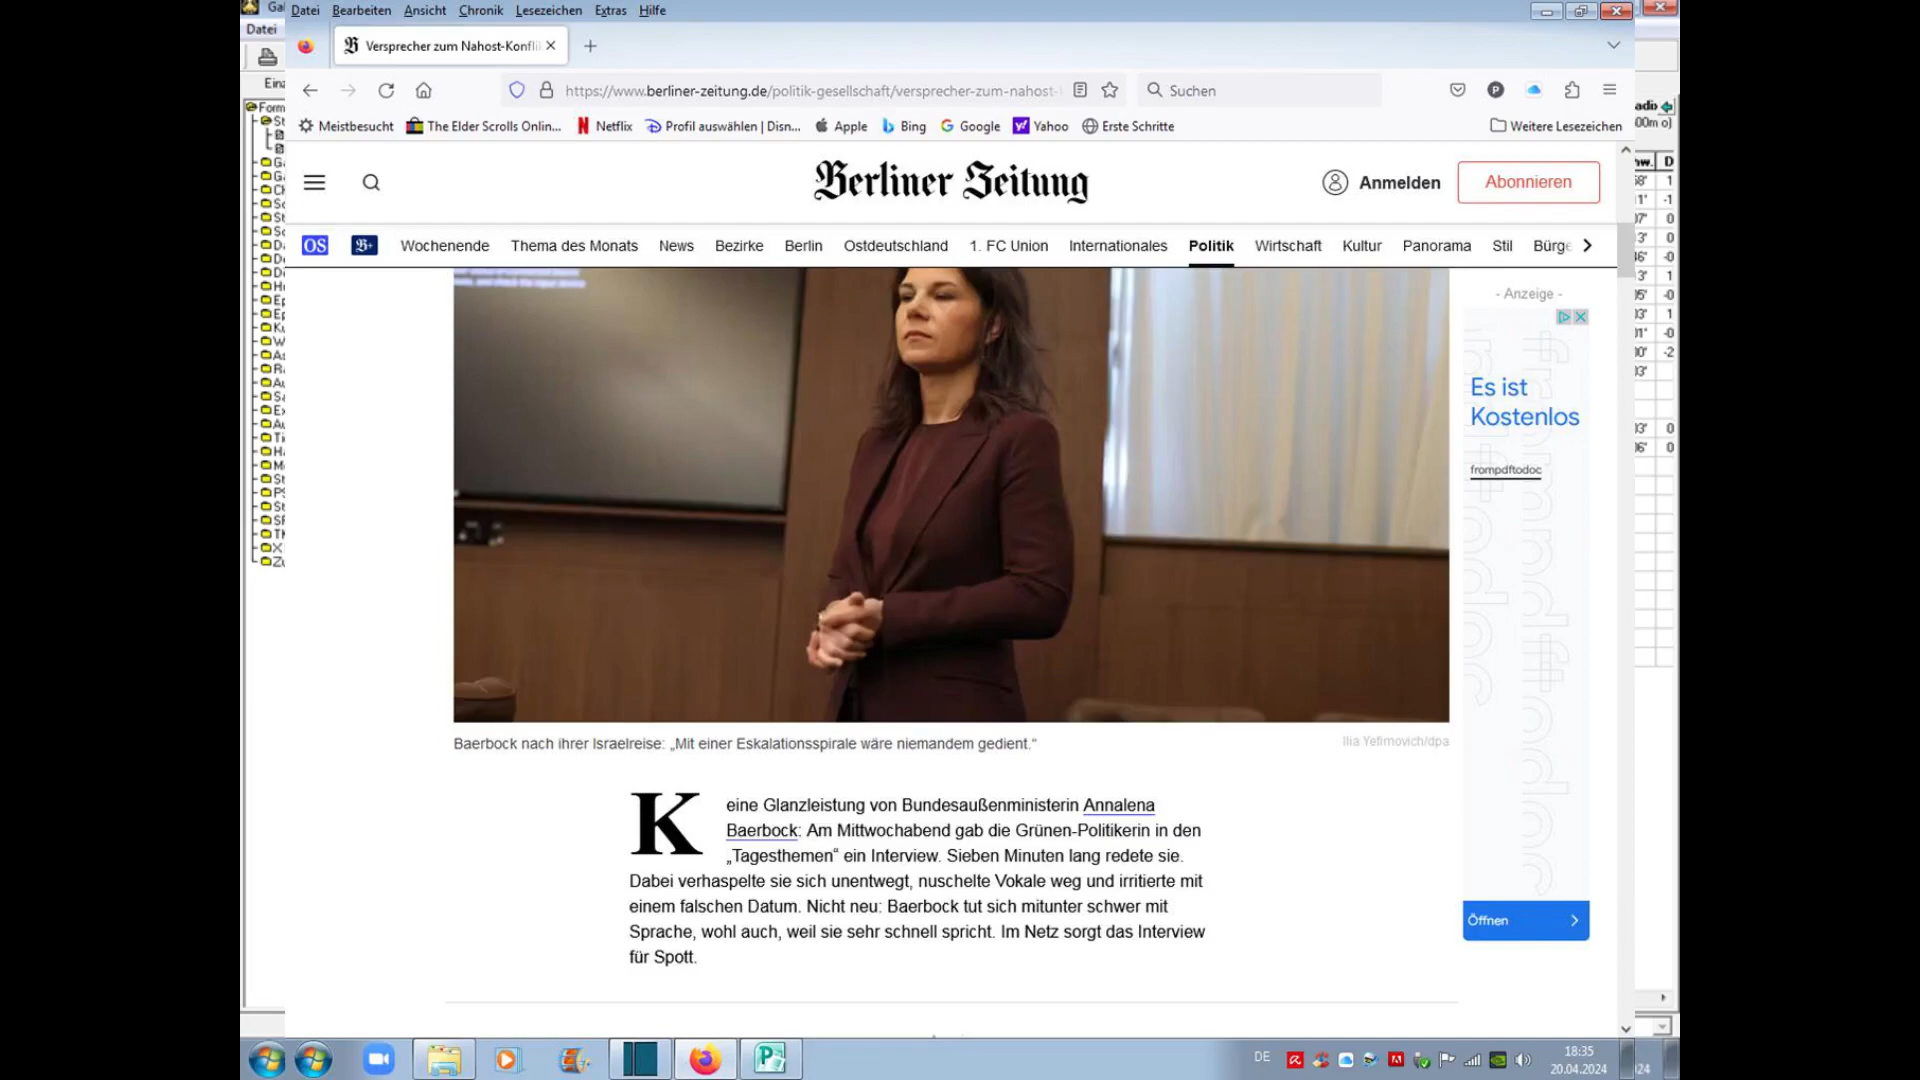 Datei Bearbeiten Ansicht Chronik Lesezeichen Extras Hilfe
Datei
Versprecher zum Nahost-Konfli
https://www.berliner-zeitung.de/politik-gesellschaft/versprecher-zum-nahost-
Suchen
Meistbesucht The Elder Scrolls Onlin... Netflix Profil auswählen | Disn... Apple Bing Google Yahoo Erste Schritte Weitere Lesezeichen
Berliner Zeitung
Anmelden
Abonnieren
OS B+ Wochenende Thema des Monats News Bezirke Berlin Ostdeutschland 1. FC Union Internationales Politik Wirtschaft Kultur Panorama Stil Bürge
- Anzeige -
Es ist
Kostenlos
frompdftodoc
Öffnen
Baerbock nach ihrer Israelreise: „Mit einer Eskalationsspirale wäre niemandem gedient.“
Ilia Yefimovich/dpa
Keine Glanzleistung von Bundesaußenministerin Annalena
Baerbock: Am Mittwochabend gab die Grünen-Politikerin in den
„Tagesthemen“ ein Interview. Sieben Minuten lang redete sie.
Dabei verhaspelte sie sich unentwegt, nuschelte Vokale weg und irritierte mit
einem falschen Datum. Nicht neu: Baerbock tut sich mitunter schwer mit
Sprache, wohl auch, weil sie sehr schnell spricht. Im Netz sorgt das Interview
für Spott.
DE
18:35
20.04.2024